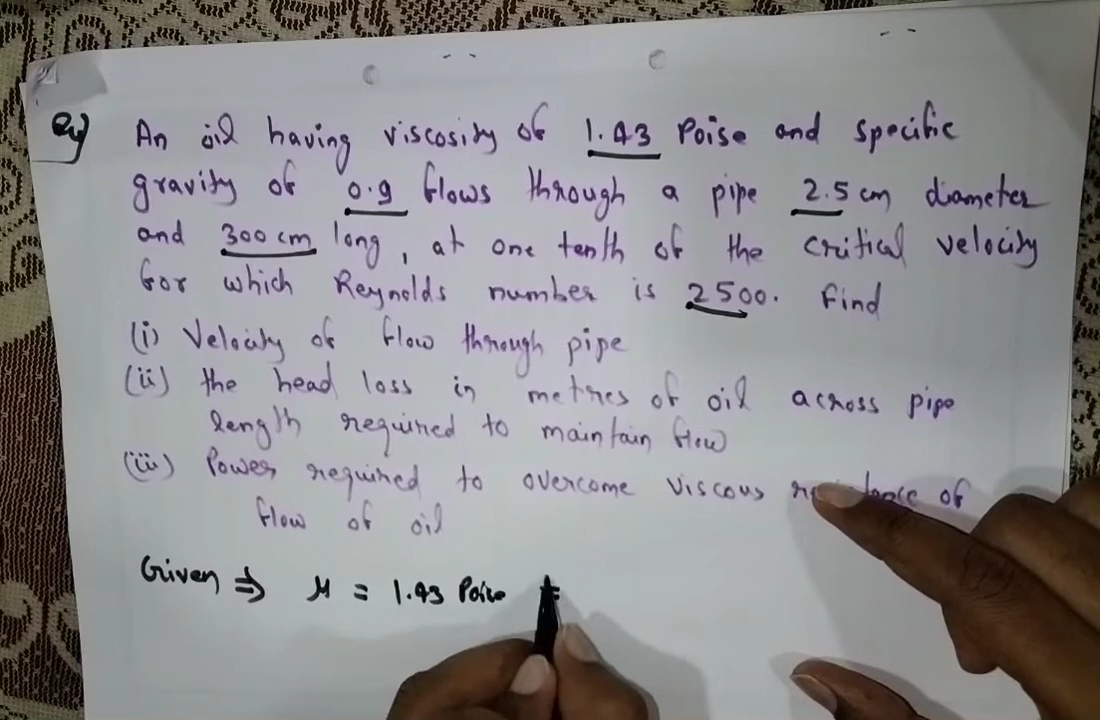 Qu)
An oil having viscosity of 1.43 Poise and specific
gravity of 0.9 flows through a pipe 2.5 cm diameter
and 300 cm long, at one tenth of the critical velocity
for which Reynolds number is 2500. Find
(i) Velocity of flow through pipe
(ii) the head loss in metres of oil across pipe
length required to maintain flow
(iii) Power required to overcome viscous of
flow of oil
Given ⇒ μ = 1.43 Poise =